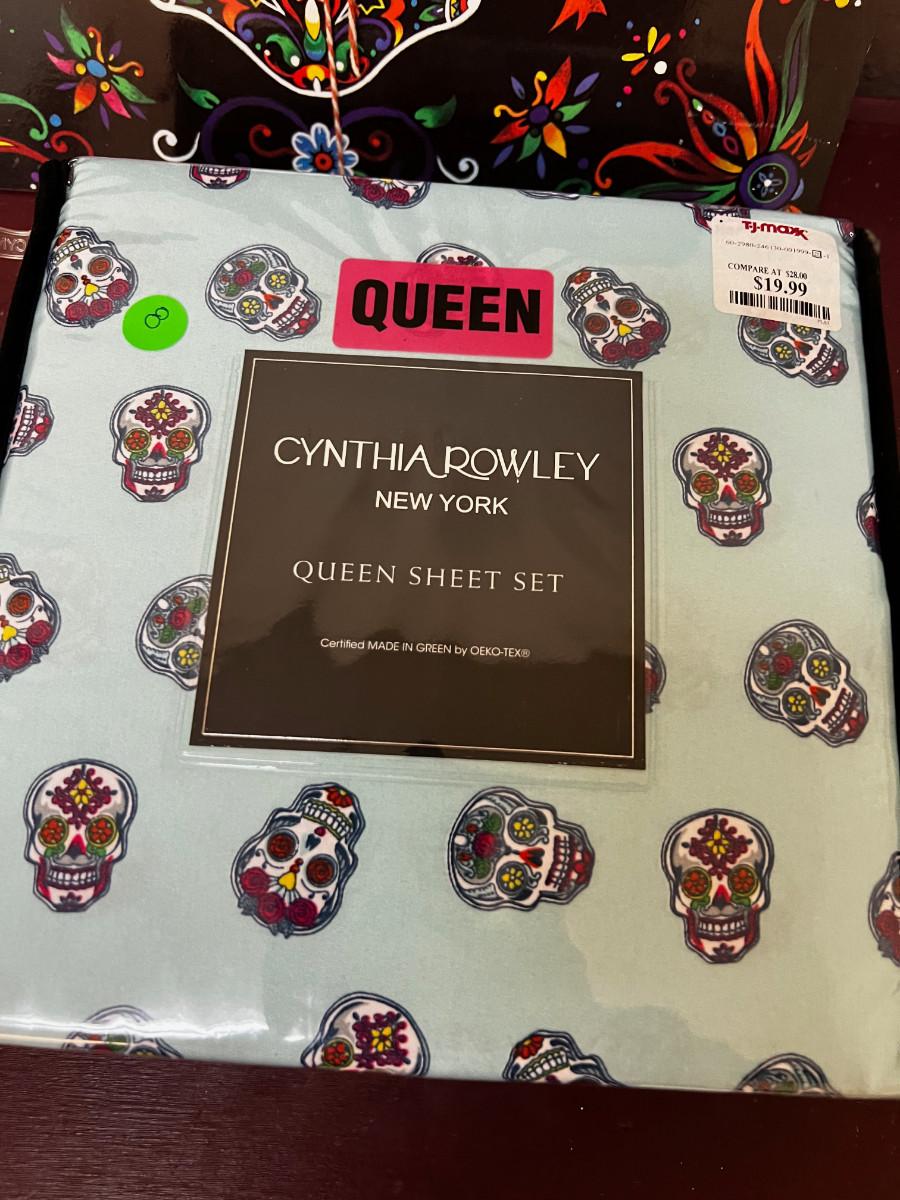 T·J·maxx
COMPARE AT $28.00
$19.99
QUEEN
8
CYNTHIA ROWLEY
NEW YORK
QUEEN SHEET SET
Certified MADE IN GREEN by OEKO-TEX®